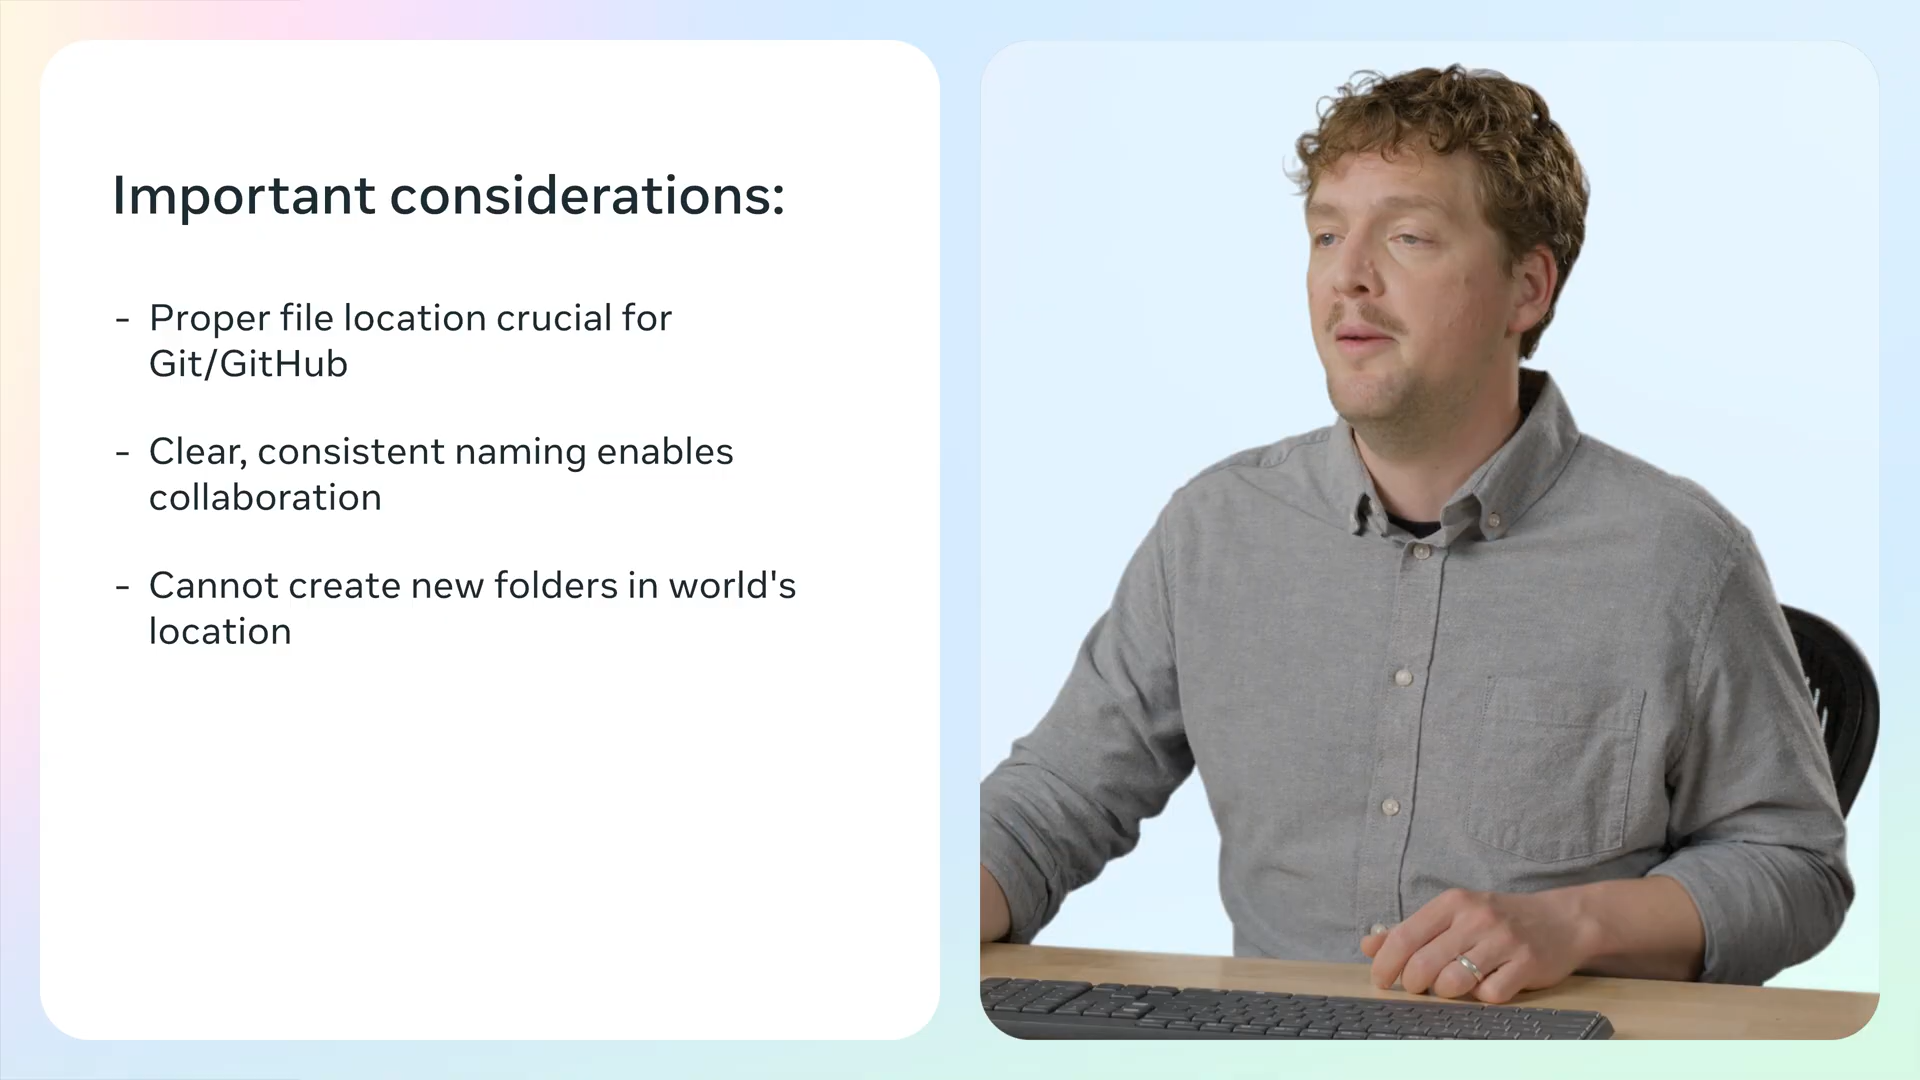 Important considerations:
- Proper file location crucial for
Git/GitHub
- Clear, consistent naming enables
collaboration
- Cannot create new folders in world's
location